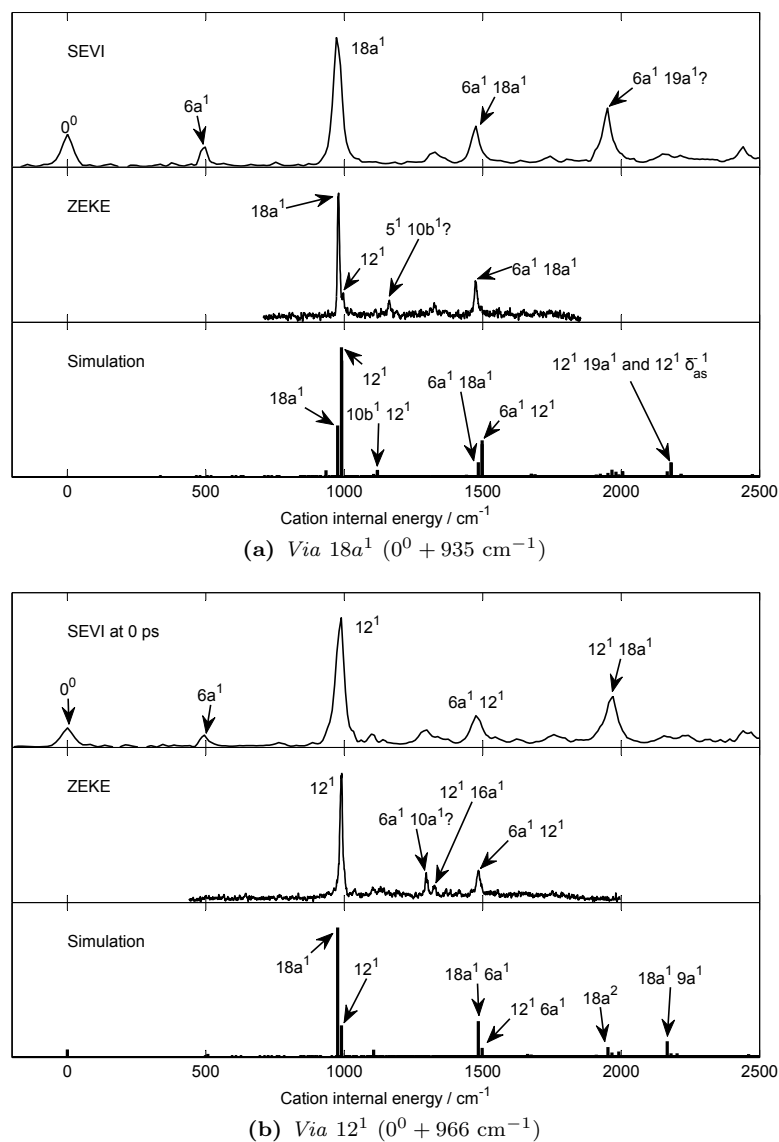 SEVI
0⁰
6a¹
18a¹
6a¹ 18a¹
6a¹ 19a¹?
ZEKE
18a¹
12¹
5¹ 10b¹?
6a¹ 18a¹
Simulation
18a¹
12¹
10b¹ 12¹
6a¹ 18a¹
6a¹ 12¹
12¹ 19a¹ and 12¹ δ̄ₐₛ¹
0 500 1000 1500 2000 2500
Cation internal energy / cm⁻¹
(a) Via 18a¹ (0⁰ + 935 cm⁻¹)
SEVI at 0 ps
0⁰
6a¹
12¹
6a¹ 12¹
12¹ 18a¹
ZEKE
12¹
6a¹ 10a¹?
12¹ 16a¹
6a¹ 12¹
Simulation
18a¹
12¹
18a¹ 6a¹
12¹ 6a¹
18a²
18a¹ 9a¹
0 500 1000 1500 2000 2500
Cation internal energy / cm⁻¹
(b) Via 12¹ (0⁰ + 966 cm⁻¹)